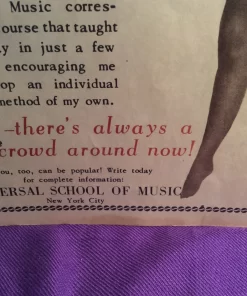 Music corres-
ourse that taught
y in just a few
encouraging me
op an individual
method of my own.
—there's always a
crowd around now!
ou, too, can be popular! Write today
for complete information:
ERSAL SCHOOL OF MUSIC
New York City